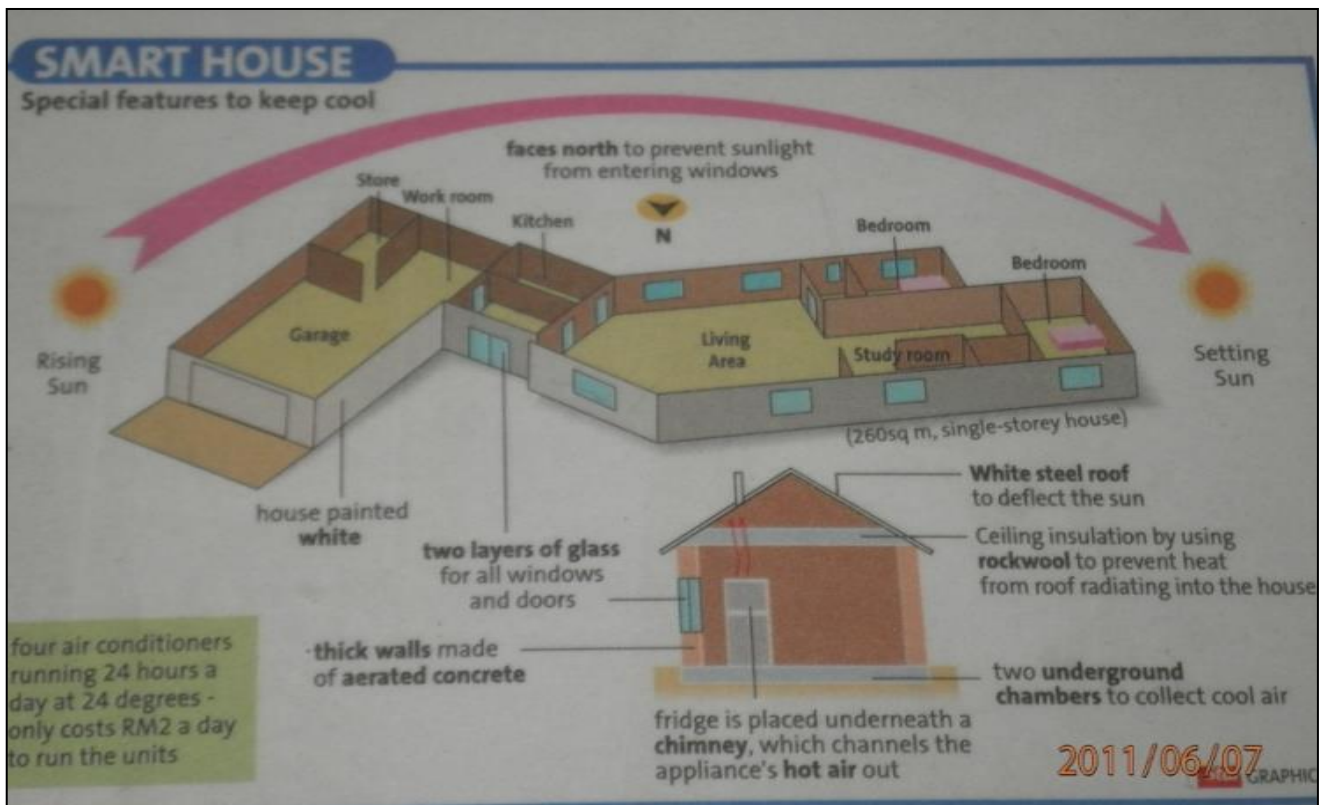 SMART HOUSE
Special features to keep cool
faces north to prevent sunlight
from entering windows
N
Store
Work room
Kitchen
Bedroom
Bedroom
Rising
Sun
Garage
Living
Area
Study room
Setting
Sun
(260sq m, single-storey house)
house painted
white
two layers of glass
for all windows
and doors
White steel roof
to deflect the sun
Ceiling insulation by using
rockwool to prevent heat
from roof radiating into the house
four air conditioners
running 24 hours a
day at 24 degrees -
only costs RM2 a day
to run the units
thick walls made
of aerated concrete
two underground
chambers to collect cool air
fridge is placed underneath a
chimney, which channels the
appliance's hot air out
2011/06/07
GRAPHIC